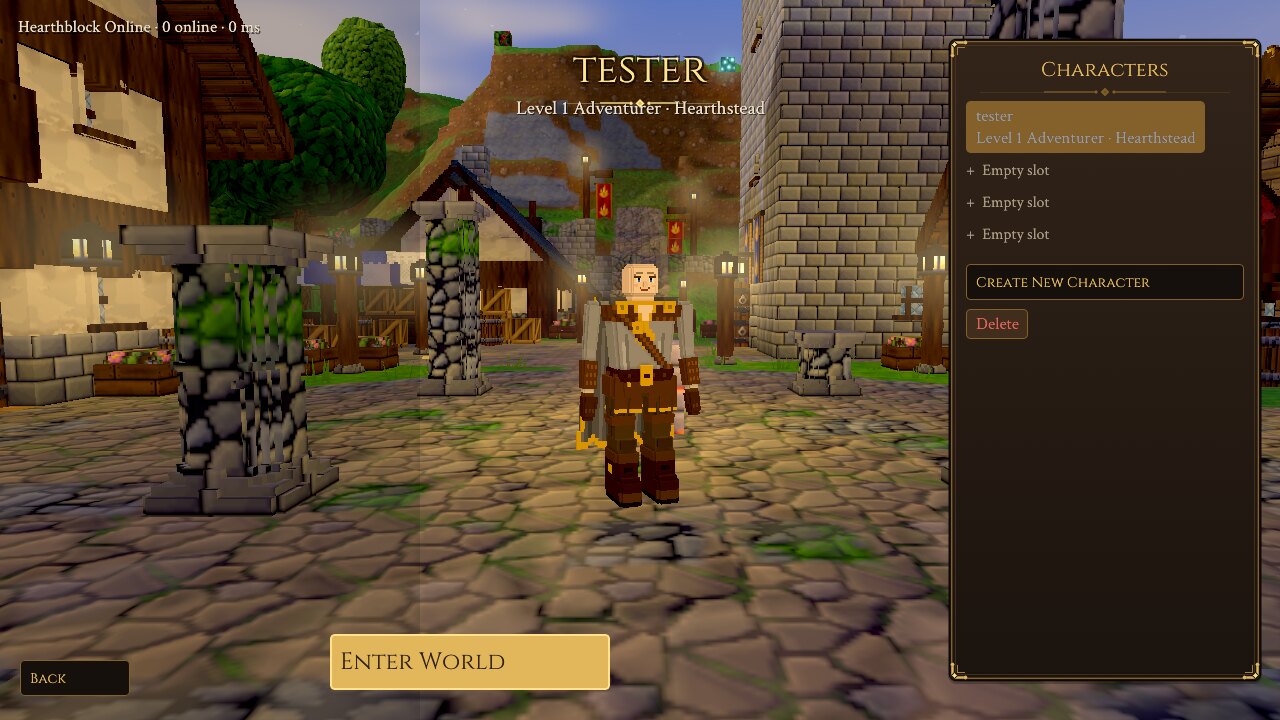 Hearthblock Online · 0 online · 0 ms
TESTER
Level 1 Adventurer · Hearthstead
Characters
tester
Level 1 Adventurer · Hearthstead
+ Empty slot
+ Empty slot
+ Empty slot
Create New Character
Delete
Enter World
Back